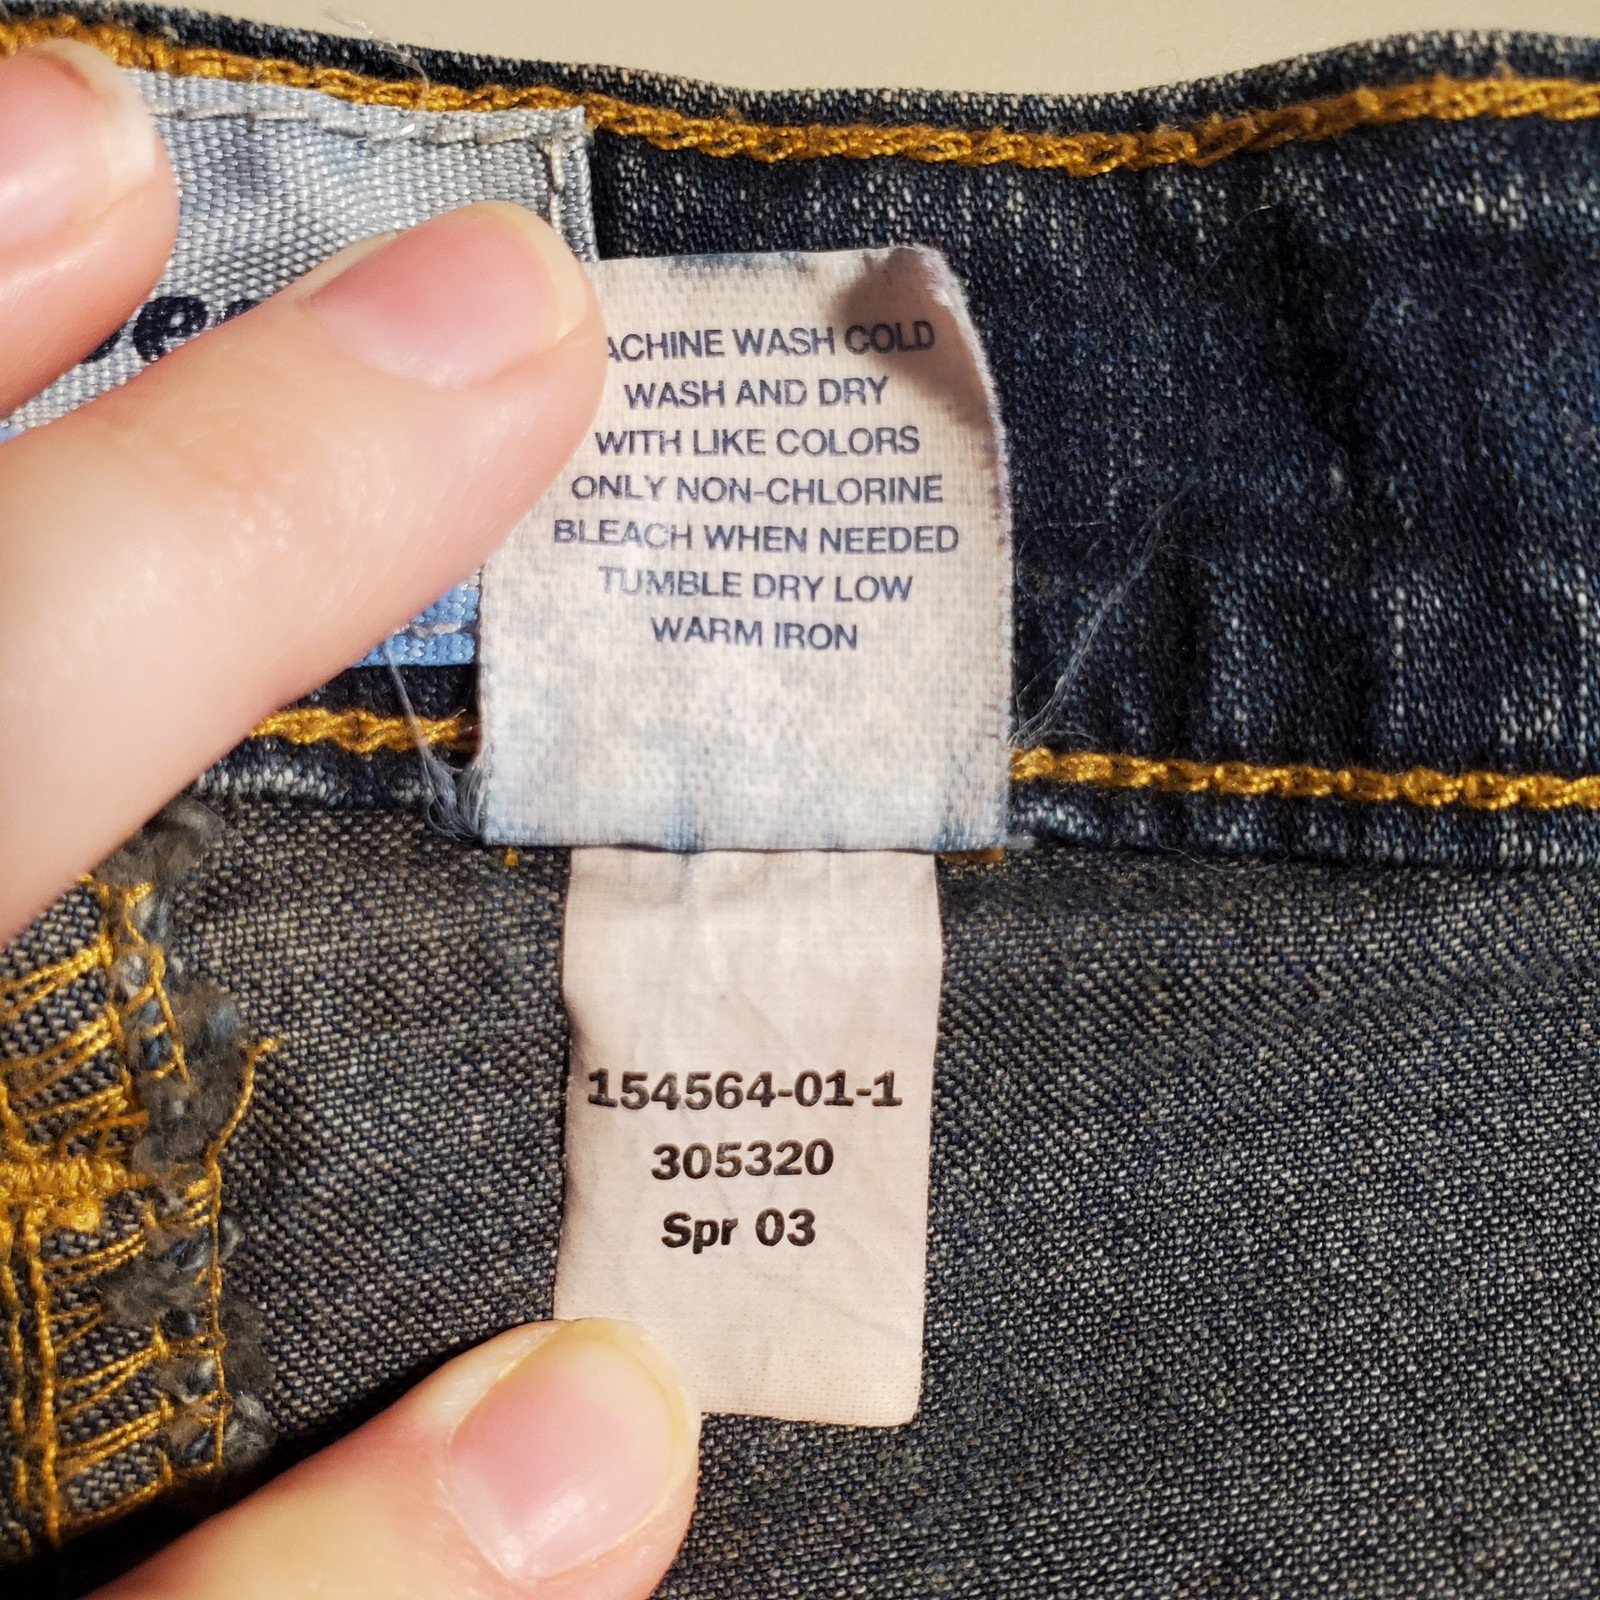 ACHINE WASH COLD
WASH AND DRY
WITH LIKE COLORS
ONLY NON-CHLORINE
BLEACH WHEN NEEDED
TUMBLE DRY LOW
WARM IRON
154564-01-1
305320
Spr 03